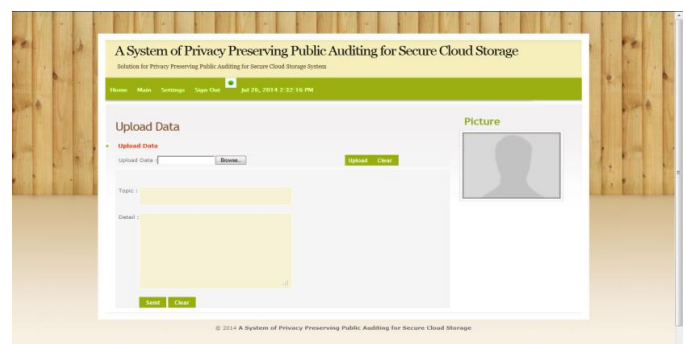 A System of Privacy Preserving Public Auditing for Secure Cloud Storage
Solution for Privacy Preserving Public Auditing for Secure Cloud Storage System
Home Main Settings Sign Out Jul 26, 2014 2:32:16 PM
Upload Data
Picture
Upload Data
Upload Data : Browse... Upload Clear
Topic :
Detail :
Send Clear
© 2014 A System of Privacy Preserving Public Auditing for Secure Cloud Storage